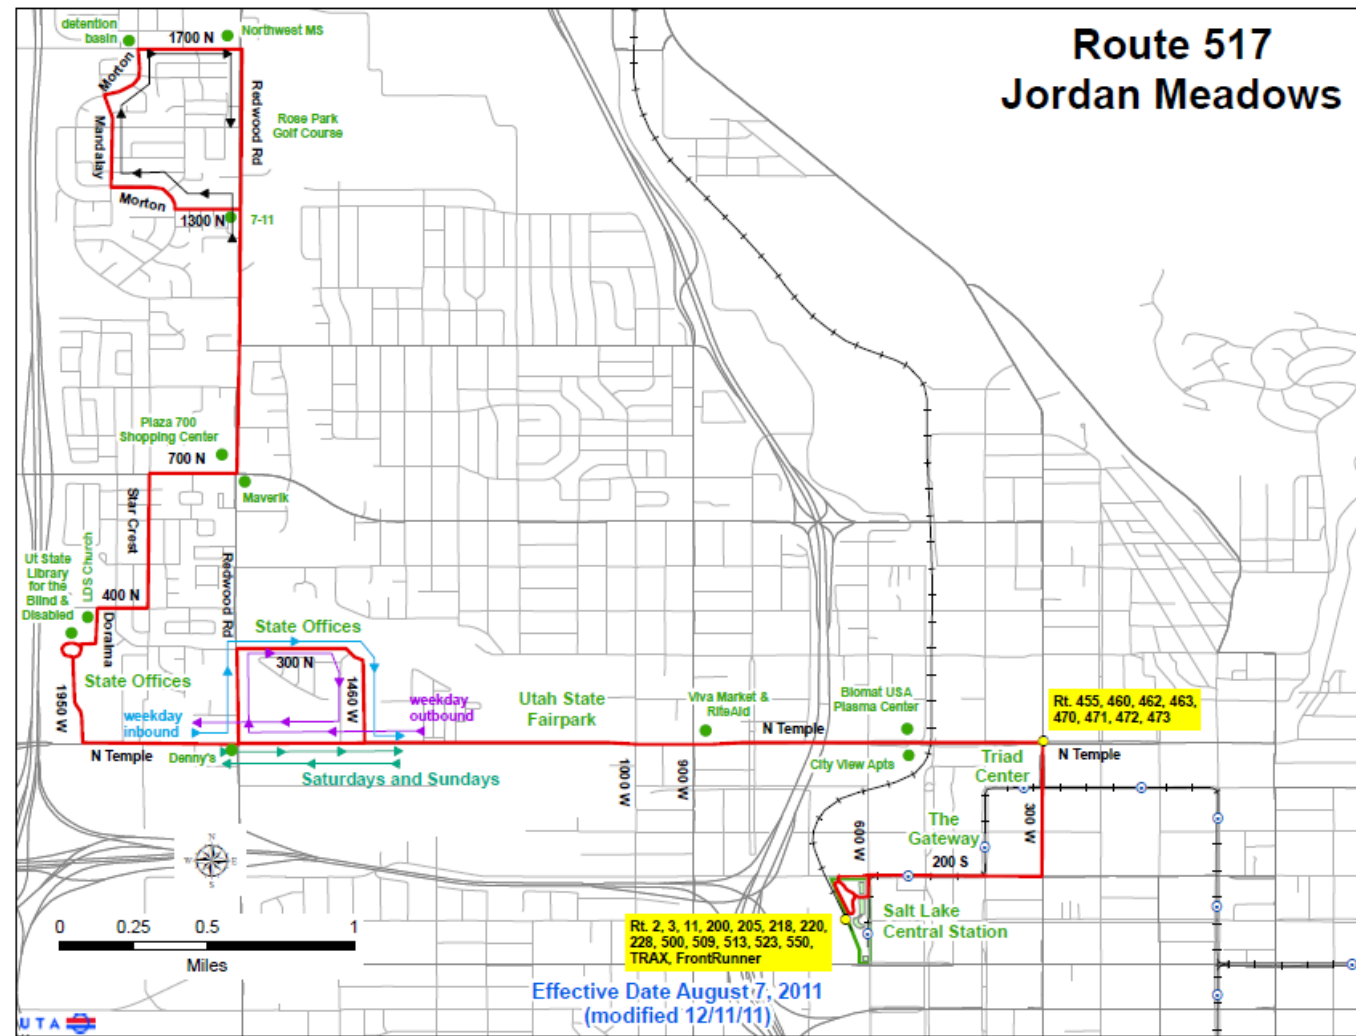 Route 517
Jordan Meadows
detention
basin
1700 N
Northwest MS
Morton
Redwood Rd
Rose Park
Golf Course
Mandalay
Morton
1300 N
7-11
Plaza 700
Shopping Center
700 N
Maverik
Star Crest
Ut State
Library
for the
Blind &
Disabled
LDS Church
400 N
Doralma
Redwood Rd
State Offices
300 N
1460 W
State Offices
1950 W
weekday
inbound
weekday
outbound
Utah State
Fairpark
Viva Market &
RiteAid
Biomat USA
Plasma Center
Rt. 455, 460, 462, 463,
470, 471, 472, 473
N Temple
N Temple
Denny's
N Temple
City View Apts
Triad
Center
Saturdays and Sundays
1000 W
900 W
600 W
The
Gateway
300 W
200 S
N
W
E
S
Salt Lake
Central Station
0
0.25
0.5
1
Miles
Rt. 2, 3, 11, 200, 205, 218, 220,
228, 500, 509, 513, 523, 550,
TRAX, FrontRunner
Effective Date August 7, 2011
(modified 12/11/11)
UTA